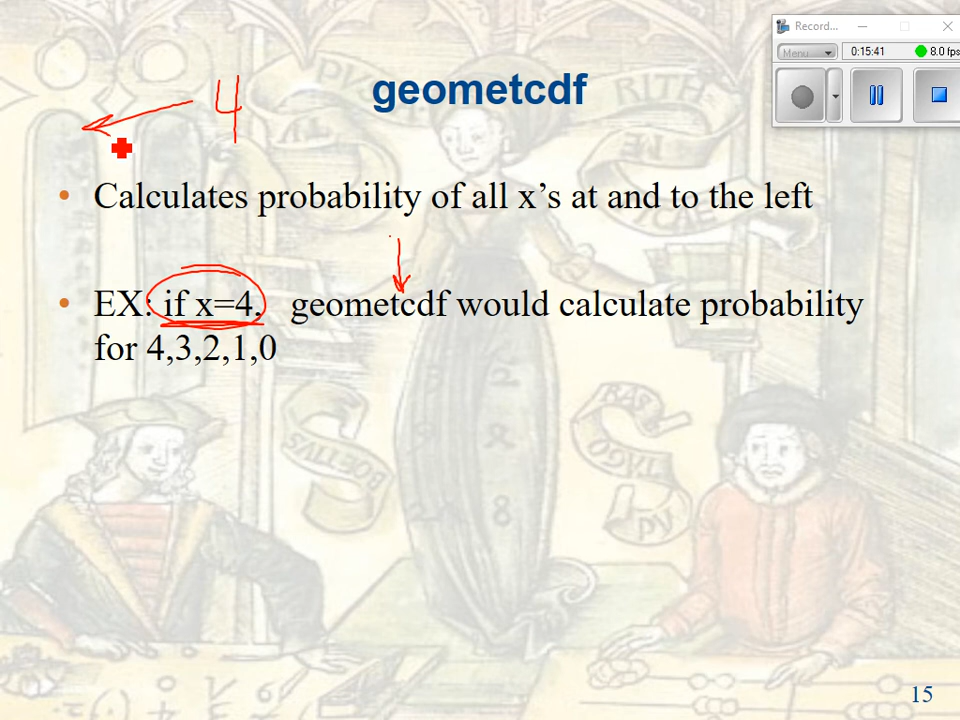 Record...
Menu
0:15:41
8.0 fps
geometcdf
4
• Calculates probability of all x's at and to the left
• EX: if x=4, geometcdf would calculate probability
for 4,3,2,1,0
BOETIVS
15